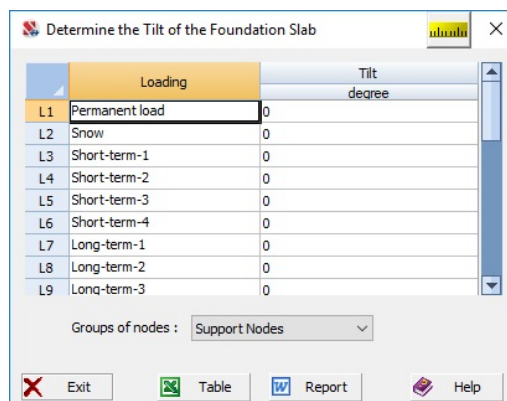 Determine the Tilt of the Foundation Slab
Loading Tilt
degree
L1 Permanent load 0
L2 Snow 0
L3 Short-term-1 0
L4 Short-term-2 0
L5 Short-term-3 0
L6 Short-term-4 0
L7 Long-term-1 0
L8 Long-term-2 0
L9 Long-term-3 0
Groups of nodes : Support Nodes
Exit Table W Report Help